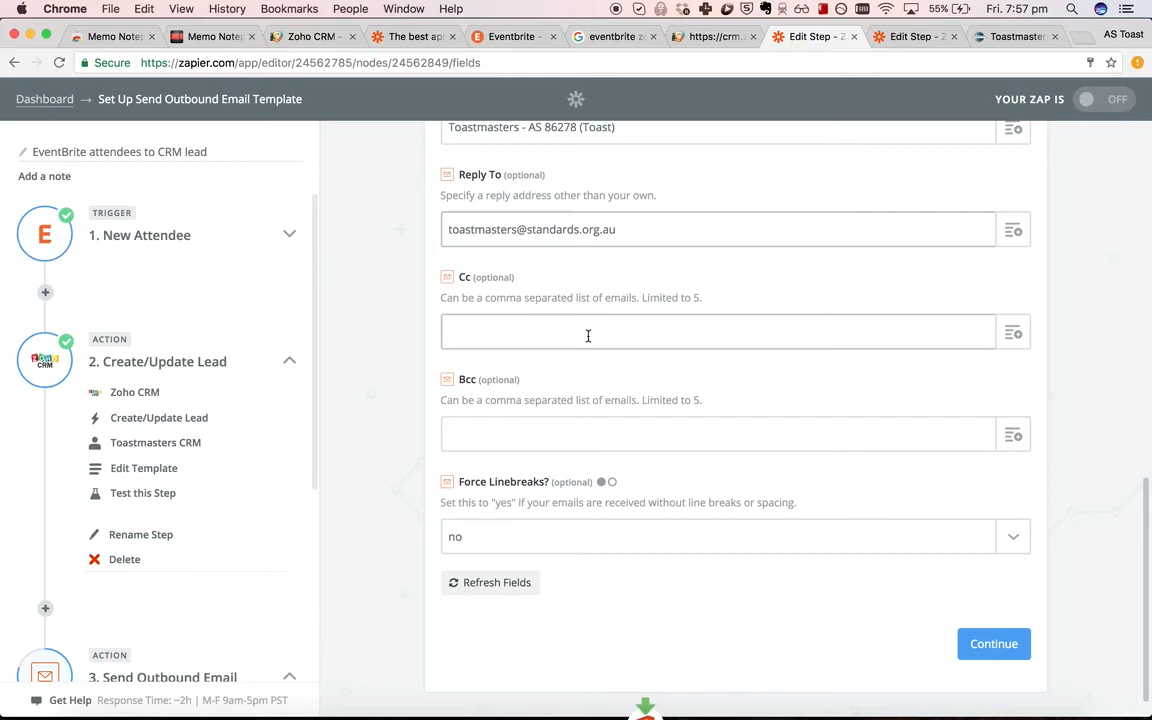 Chrome File Edit View History Bookmarks People Window Help 55% Fri. 7:57 pm
Memo Note Memo Note Zoho CRM - The best ap Eventbrite - eventbrite z https://crm. Edit Step - Z Edit Step - Z Toastmaster AS Toast
Secure https://zapier.com/app/editor/24562785/nodes/24562849/fields
Dashboard → Set Up Send Outbound Email Template YOUR ZAP IS OFF
EventBrite attendees to CRM lead
Add a note
TRIGGER
1. New Attendee
ACTION
2. Create/Update Lead
Zoho CRM
Create/Update Lead
Toastmasters CRM
Edit Template
Test this Step
Rename Step
Delete
ACTION
3. Send Outbound Email
Get Help Response Time: ~2h | M-F 9am-5pm PST
Toastmasters - AS 86278 (Toast)
Reply To (optional)
Specify a reply address other than your own.
toastmasters@standards.org.au
Cc (optional)
Can be a comma separated list of emails. Limited to 5.
Bcc (optional)
Can be a comma separated list of emails. Limited to 5.
Force Linebreaks? (optional)
Set this to "yes" if your emails are received without line breaks or spacing.
no
Refresh Fields
Continue